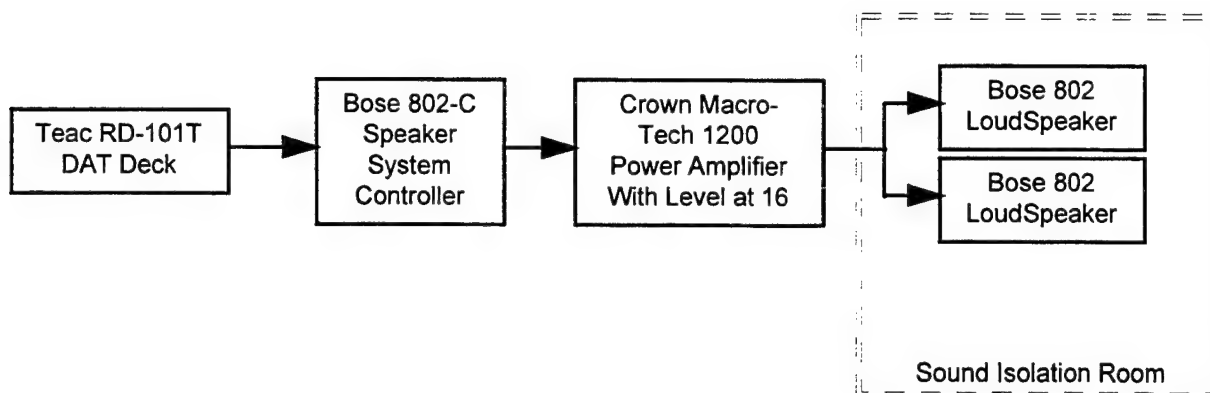 Teac RD-101T
DAT Deck
Bose 802-C
Speaker
System
Controller
Crown Macro-
Tech 1200
Power Amplifier
With Level at 16
Bose 802
LoudSpeaker
Bose 802
LoudSpeaker
Sound Isolation Room